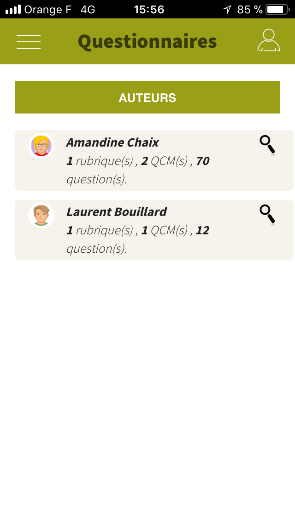 Orange F 4G 15:56 85 %
Questionnaires
AUTEURS
Amandine Chaix
1 rubrique(s) , 2 QCM(s) , 70
question(s).
Laurent Bouillard
1 rubrique(s) , 1 QCM(s) , 12
question(s).